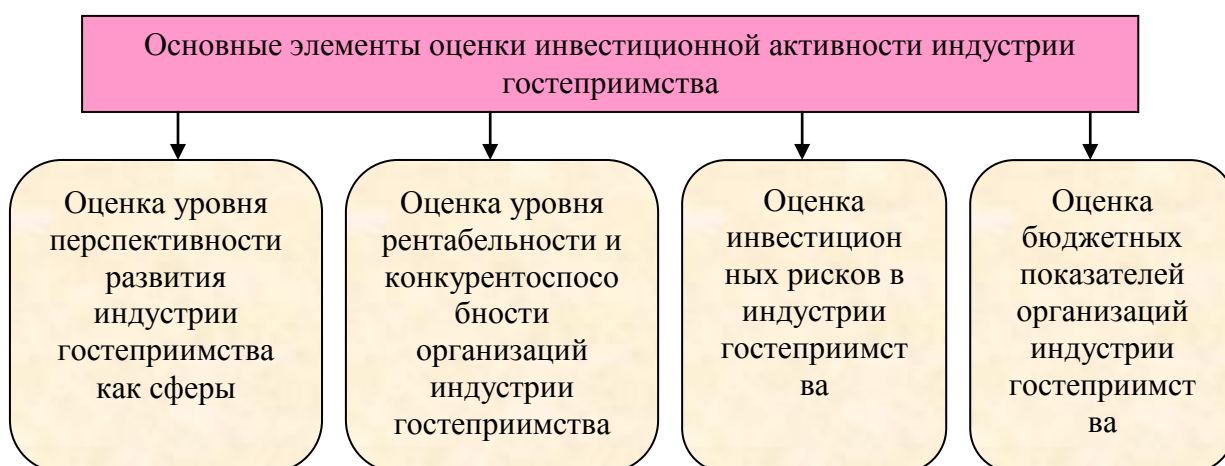 Основные элементы оценки инвестиционной активности индустрии
гостеприимства
Оценка уровня
перспективности
развития
индустрии
гостеприимства
как сферы
Оценка уровня
рентабельности и
конкурентоспосо
бности
организаций
индустрии
гостеприимства
Оценка
инвестицион
ных рисков в
индустрии
гостеприимст
ва
Оценка
бюджетных
показателей
организаций
индустрии
гостеприимст
ва